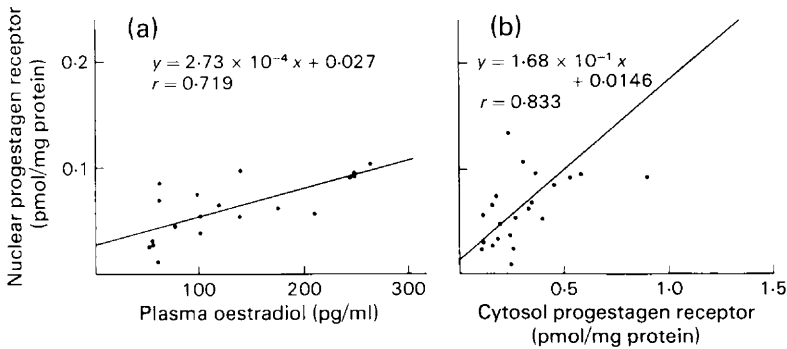 (a)
y = 2·73 × 10⁻⁴ x + 0·027
r = 0·719
Nuclear progestagen receptor
(pmol/mg protein)
0·2
0·1
100
200
300
Plasma oestradiol (pg/ml)
(b)
y = 1·68 × 10⁻¹ x
+ 0·0146
r = 0·833
0·5
1·0
1·5
Cytosol progestagen receptor
(pmol/mg protein)